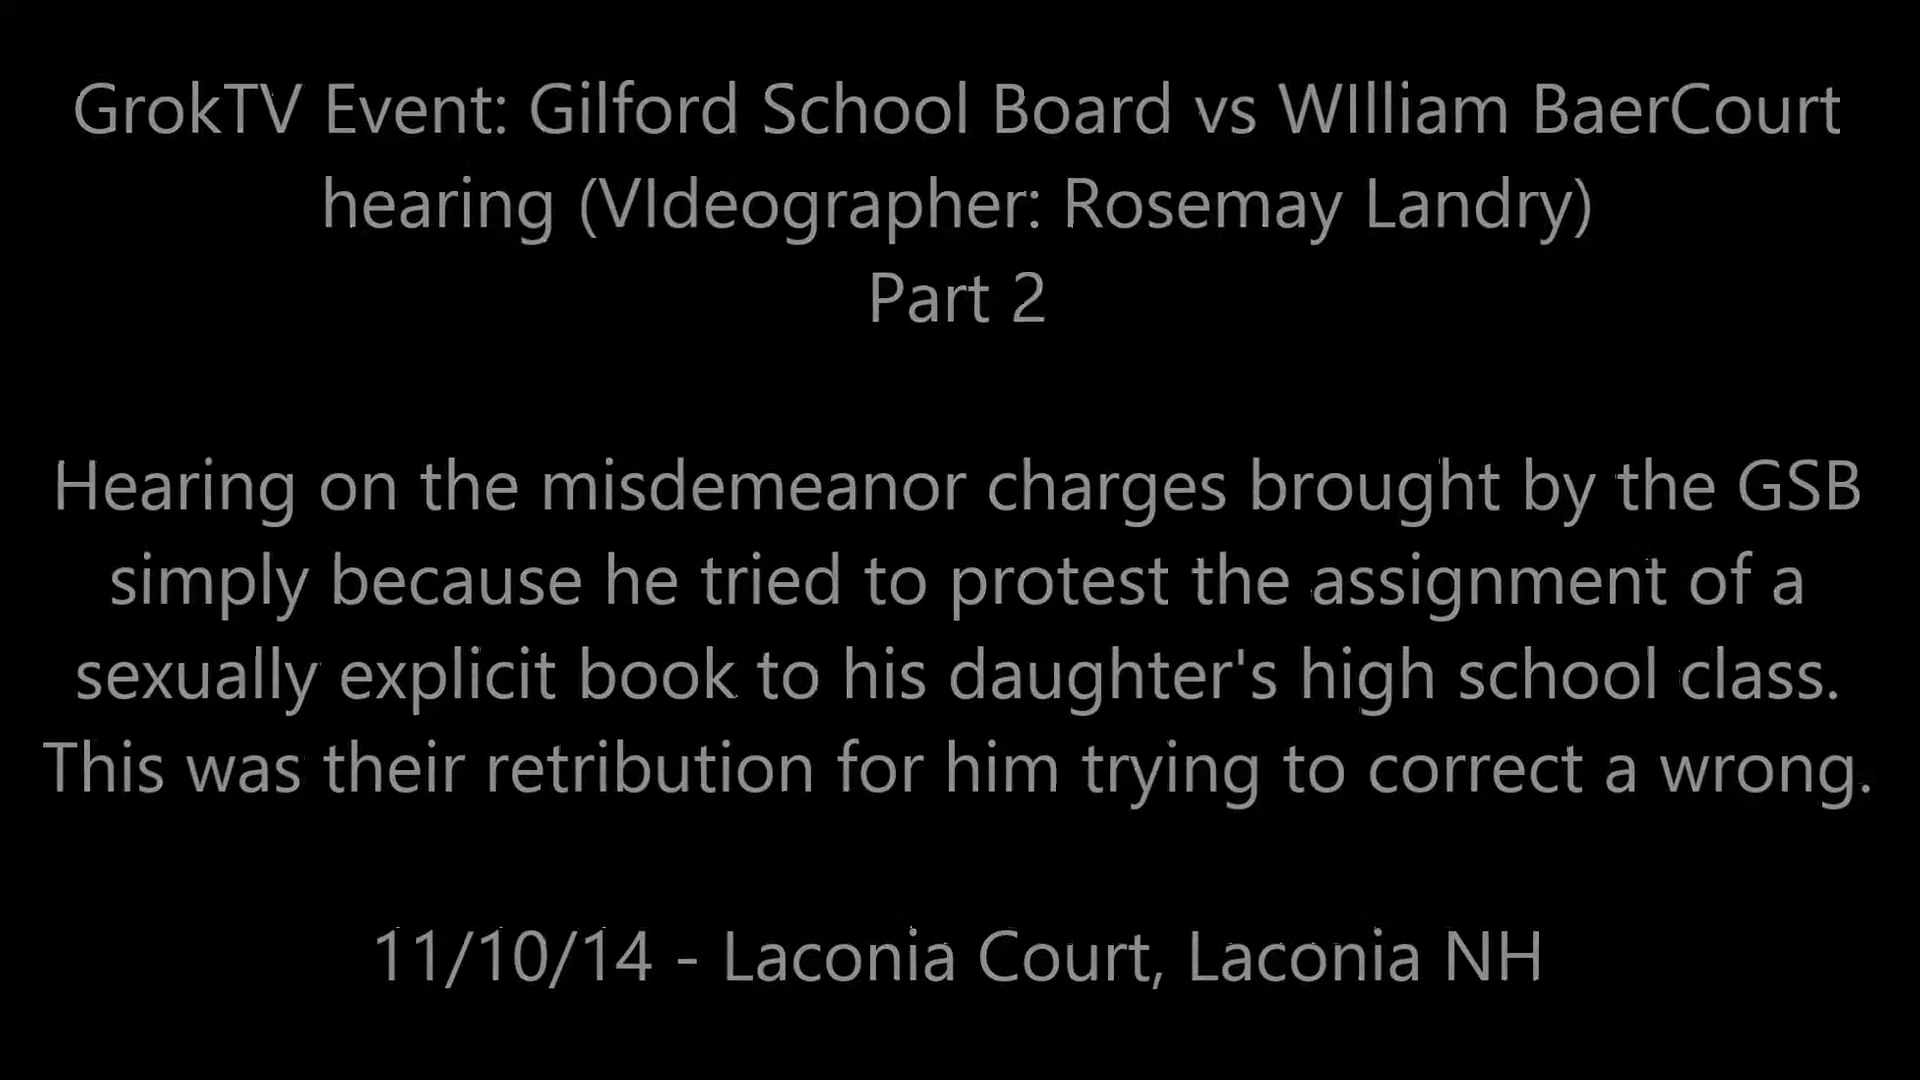 GrokTV Event: Gilford School Board vs WIlliam BaerCourt
hearing (VIdeographer: Rosemay Landry)
Part 2
Hearing on the misdemeanor charges brought by the GSB
simply because he tried to protest the assignment of a
sexually explicit book to his daughter's high school class.
This was their retribution for him trying to correct a wrong.
11/10/14 - Laconia Court, Laconia NH